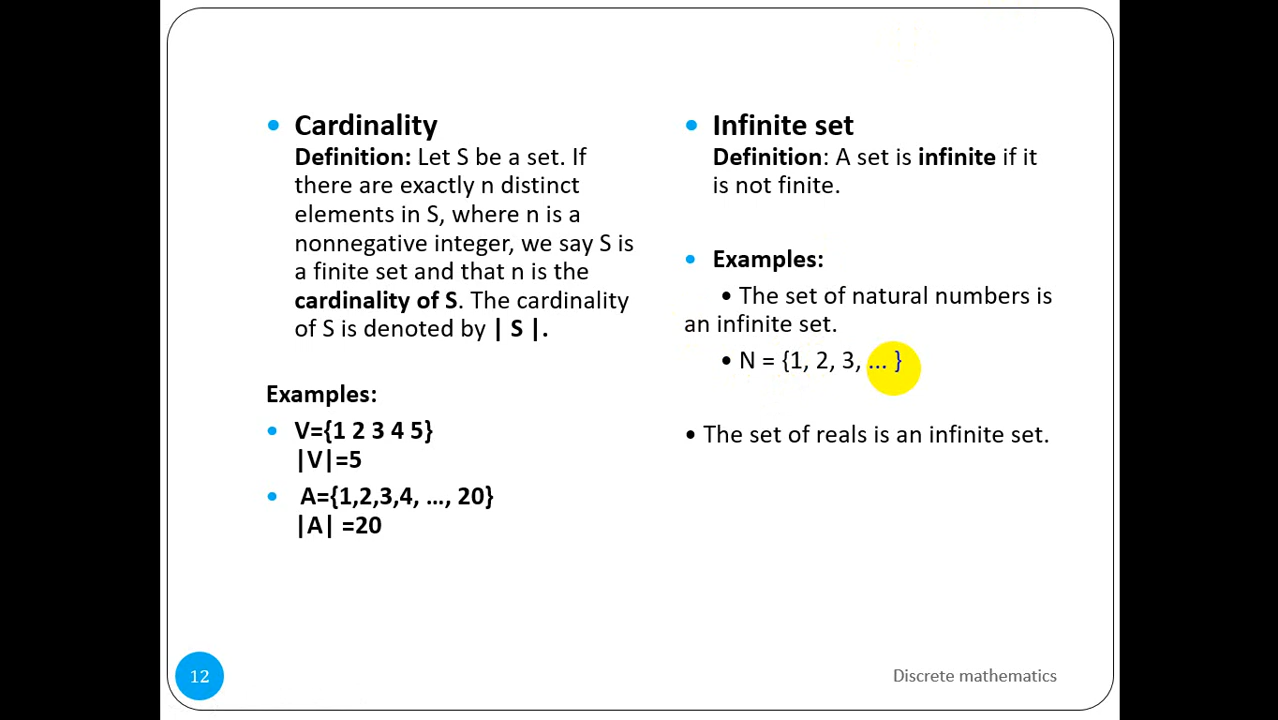 • Cardinality
Definition: Let S be a set. If
there are exactly n distinct
elements in S, where n is a
nonnegative integer, we say S is
a finite set and that n is the
cardinality of S. The cardinality
of S is denoted by | S |.
Examples:
• V={1 2 3 4 5}
|V|=5
• A={1,2,3,4, ..., 20}
|A| =20
• Infinite set
Definition: A set is infinite if it
is not finite.
• Examples:
• The set of natural numbers is
an infinite set.
• N = {1, 2, 3, ... }
• The set of reals is an infinite set.
12
Discrete mathematics